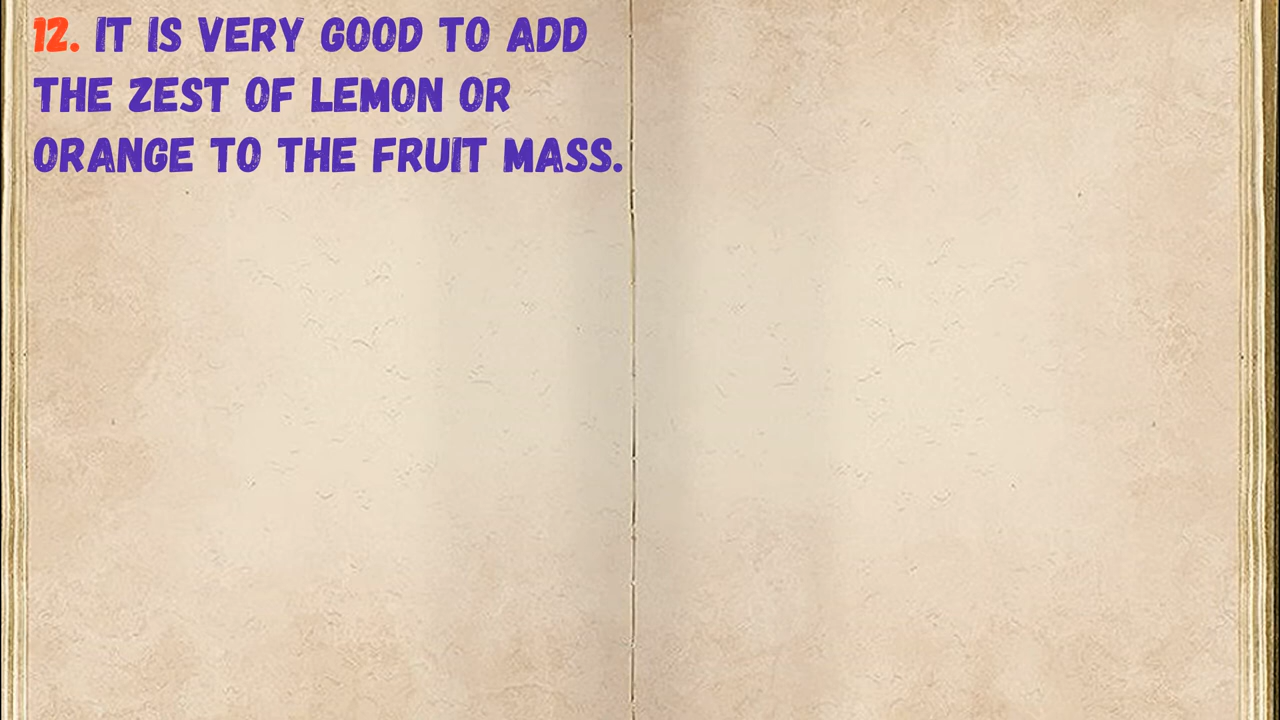 12. IT IS VERY GOOD TO ADD
THE ZEST OF LEMON OR
ORANGE TO THE FRUIT MASS.